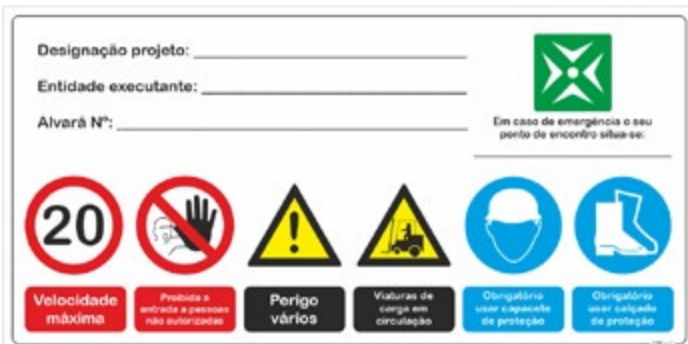 Designação projeto:
Entidade executante:
Alvará Nº:
Em caso de emergência o seu
ponto de encontro situa-se:
20
Velocidade
máxima
Proibida a
entrada a pessoas
não autorizadas
Perigo
vários
Viaturas de
carga em
circulação
Obrigatório
usar capacete
de proteção
Obrigatório
usar calçado
de proteção